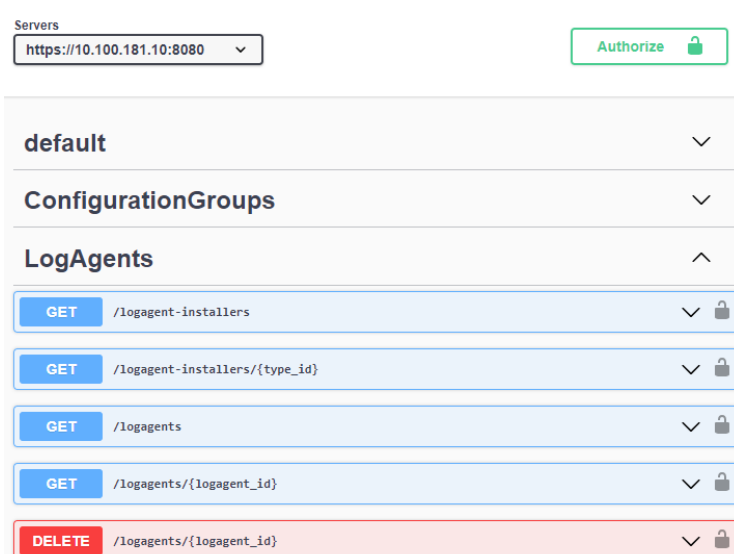 Servers
https://10.100.181.10:8080
Authorize
default
ConfigurationGroups
LogAgents
GET /logagent-installers
GET /logagent-installers/{type_id}
GET /logagents
GET /logagents/{logagent_id}
DELETE /logagents/{logagent_id}